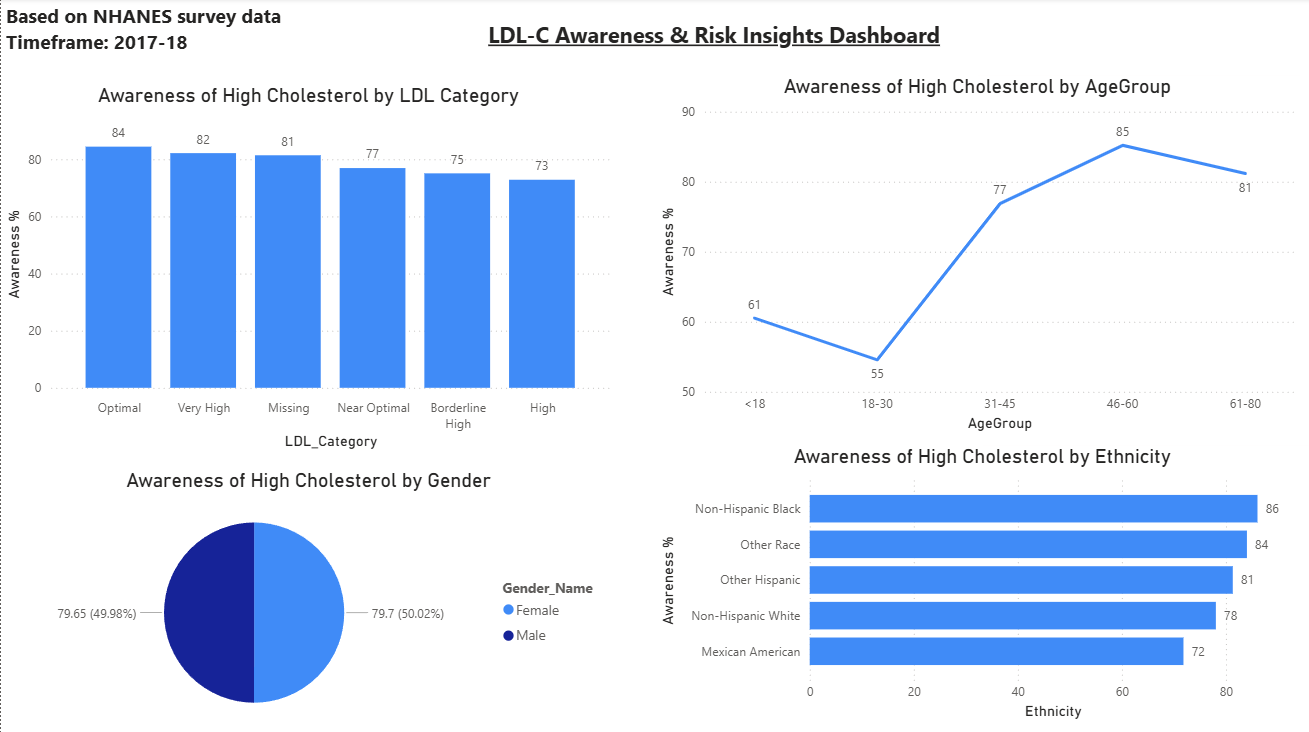 Based on NHANES survey data
Timeframe: 2017-18
LDL-C Awareness & Risk Insights Dashboard
Awareness of High Cholesterol by LDL Category
Awareness %
80
60
40
20
0
84
82
81
77
75
73
Optimal
Very High
Missing
Near Optimal
Borderline
High
High
LDL_Category
Awareness of High Cholesterol by AgeGroup
Awareness %
90
80
70
60
50
61
55
77
85
81
<18
18-30
31-45
46-60
61-80
AgeGroup
Awareness of High Cholesterol by Gender
79.65 (49.98%)
79.7 (50.02%)
Gender_Name
Female
Male
Awareness of High Cholesterol by Ethnicity
Awareness %
Non-Hispanic Black 86
Other Race 84
Other Hispanic 81
Non-Hispanic White 78
Mexican American 72
0 20 40 60 80
Ethnicity